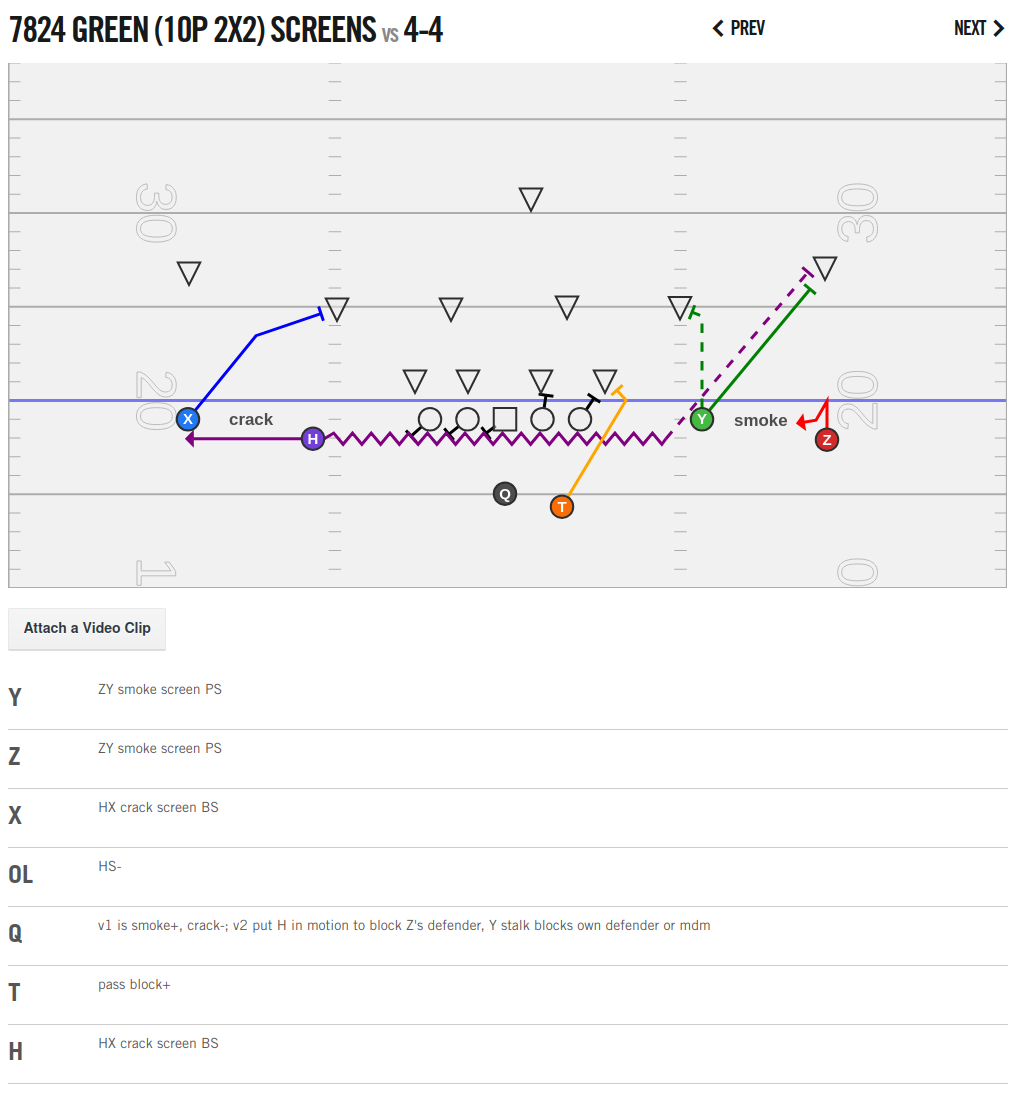 7824 GREEN (10P 2X2) SCREENS vs 4-4
PREV
NEXT
30
30
20
20
X
crack
H
Y
smoke
Z
Q
T
1
0
Attach a Video Clip
Y
ZY smoke screen PS
Z
ZY smoke screen PS
X
HX crack screen BS
OL
HS-
Q
v1 is smoke+, crack-; v2 put H in motion to block Z's defender, Y stalk blocks own defender or mdm
T
pass block+
H
HX crack screen BS